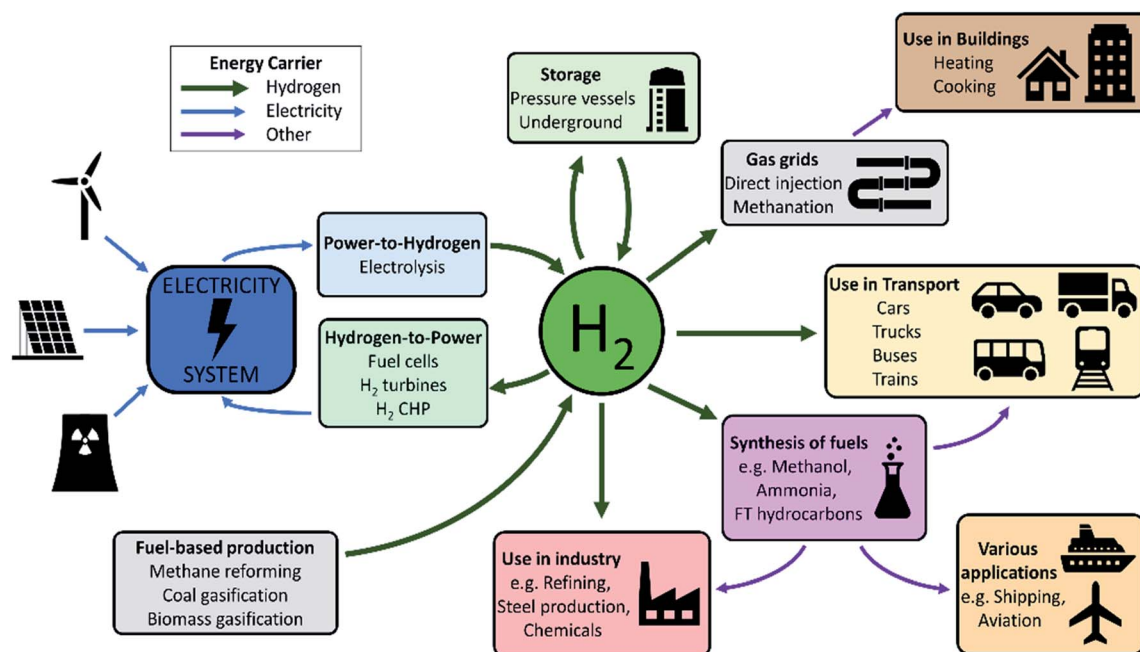 Energy Carrier
Hydrogen
Electricity
Other
Storage
Pressure vessels
Underground
Use in Buildings
Heating
Cooking
Gas grids
Direct injection
Methanation
Power-to-Hydrogen
Electrolysis
ELECTRICITY
SYSTEM
Hydrogen-to-Power
Fuel cells
H₂ turbines
H₂ CHP
H₂
Use in Transport
Cars
Trucks
Buses
Trains
Synthesis of fuels
e.g. Methanol,
Ammonia,
FT hydrocarbons
Fuel-based production
Methane reforming
Coal gasification
Biomass gasification
Use in industry
e.g. Refining,
Steel production,
Chemicals
Various
applications
e.g. Shipping,
Aviation